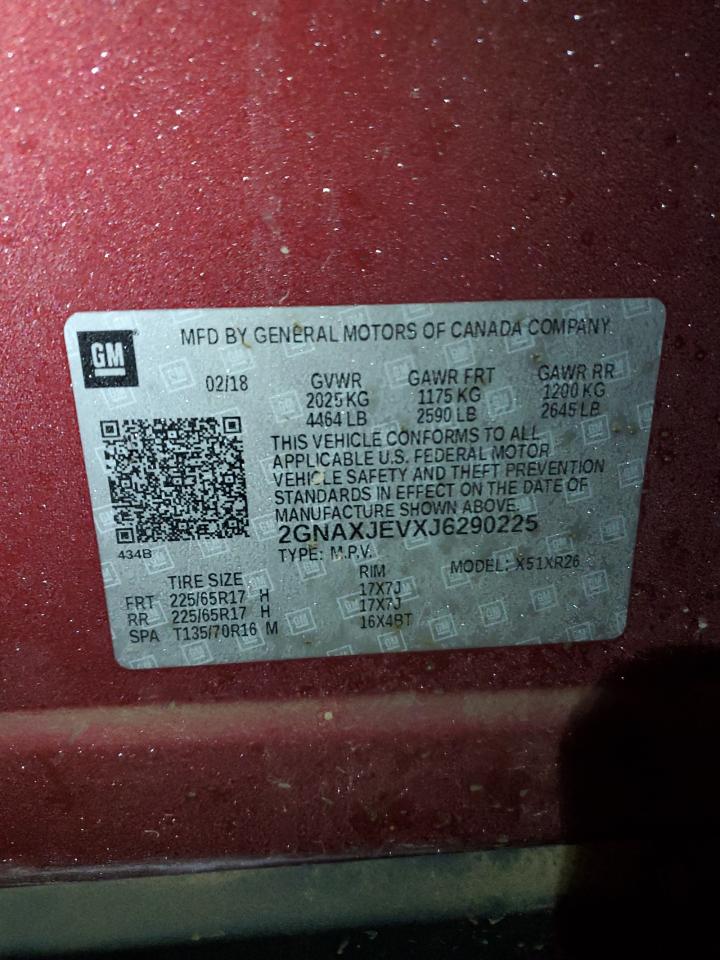 GM
MFD BY GENERAL MOTORS OF CANADA COMPANY
02/18 GVWR GAWR FRT GAWR RR
2025 KG 1175 KG 1200 KG
4464 LB 2590 LB 2645 LB
THIS VEHICLE CONFORMS TO ALL
APPLICABLE U.S. FEDERAL MOTOR
VEHICLE SAFETY AND THEFT PREVENTION
STANDARDS IN EFFECT ON THE DATE OF
MANUFACTURE SHOWN ABOVE.
2GNAXJEVXJ6290225
434B
TYPE: M.P.V.
MODEL: X51XR26
TIRE SIZE RIM
FRT 225/65R17 H 17X7J
RR 225/65R17 H 17X7J
SPA T135/70R16 M 16X4BT